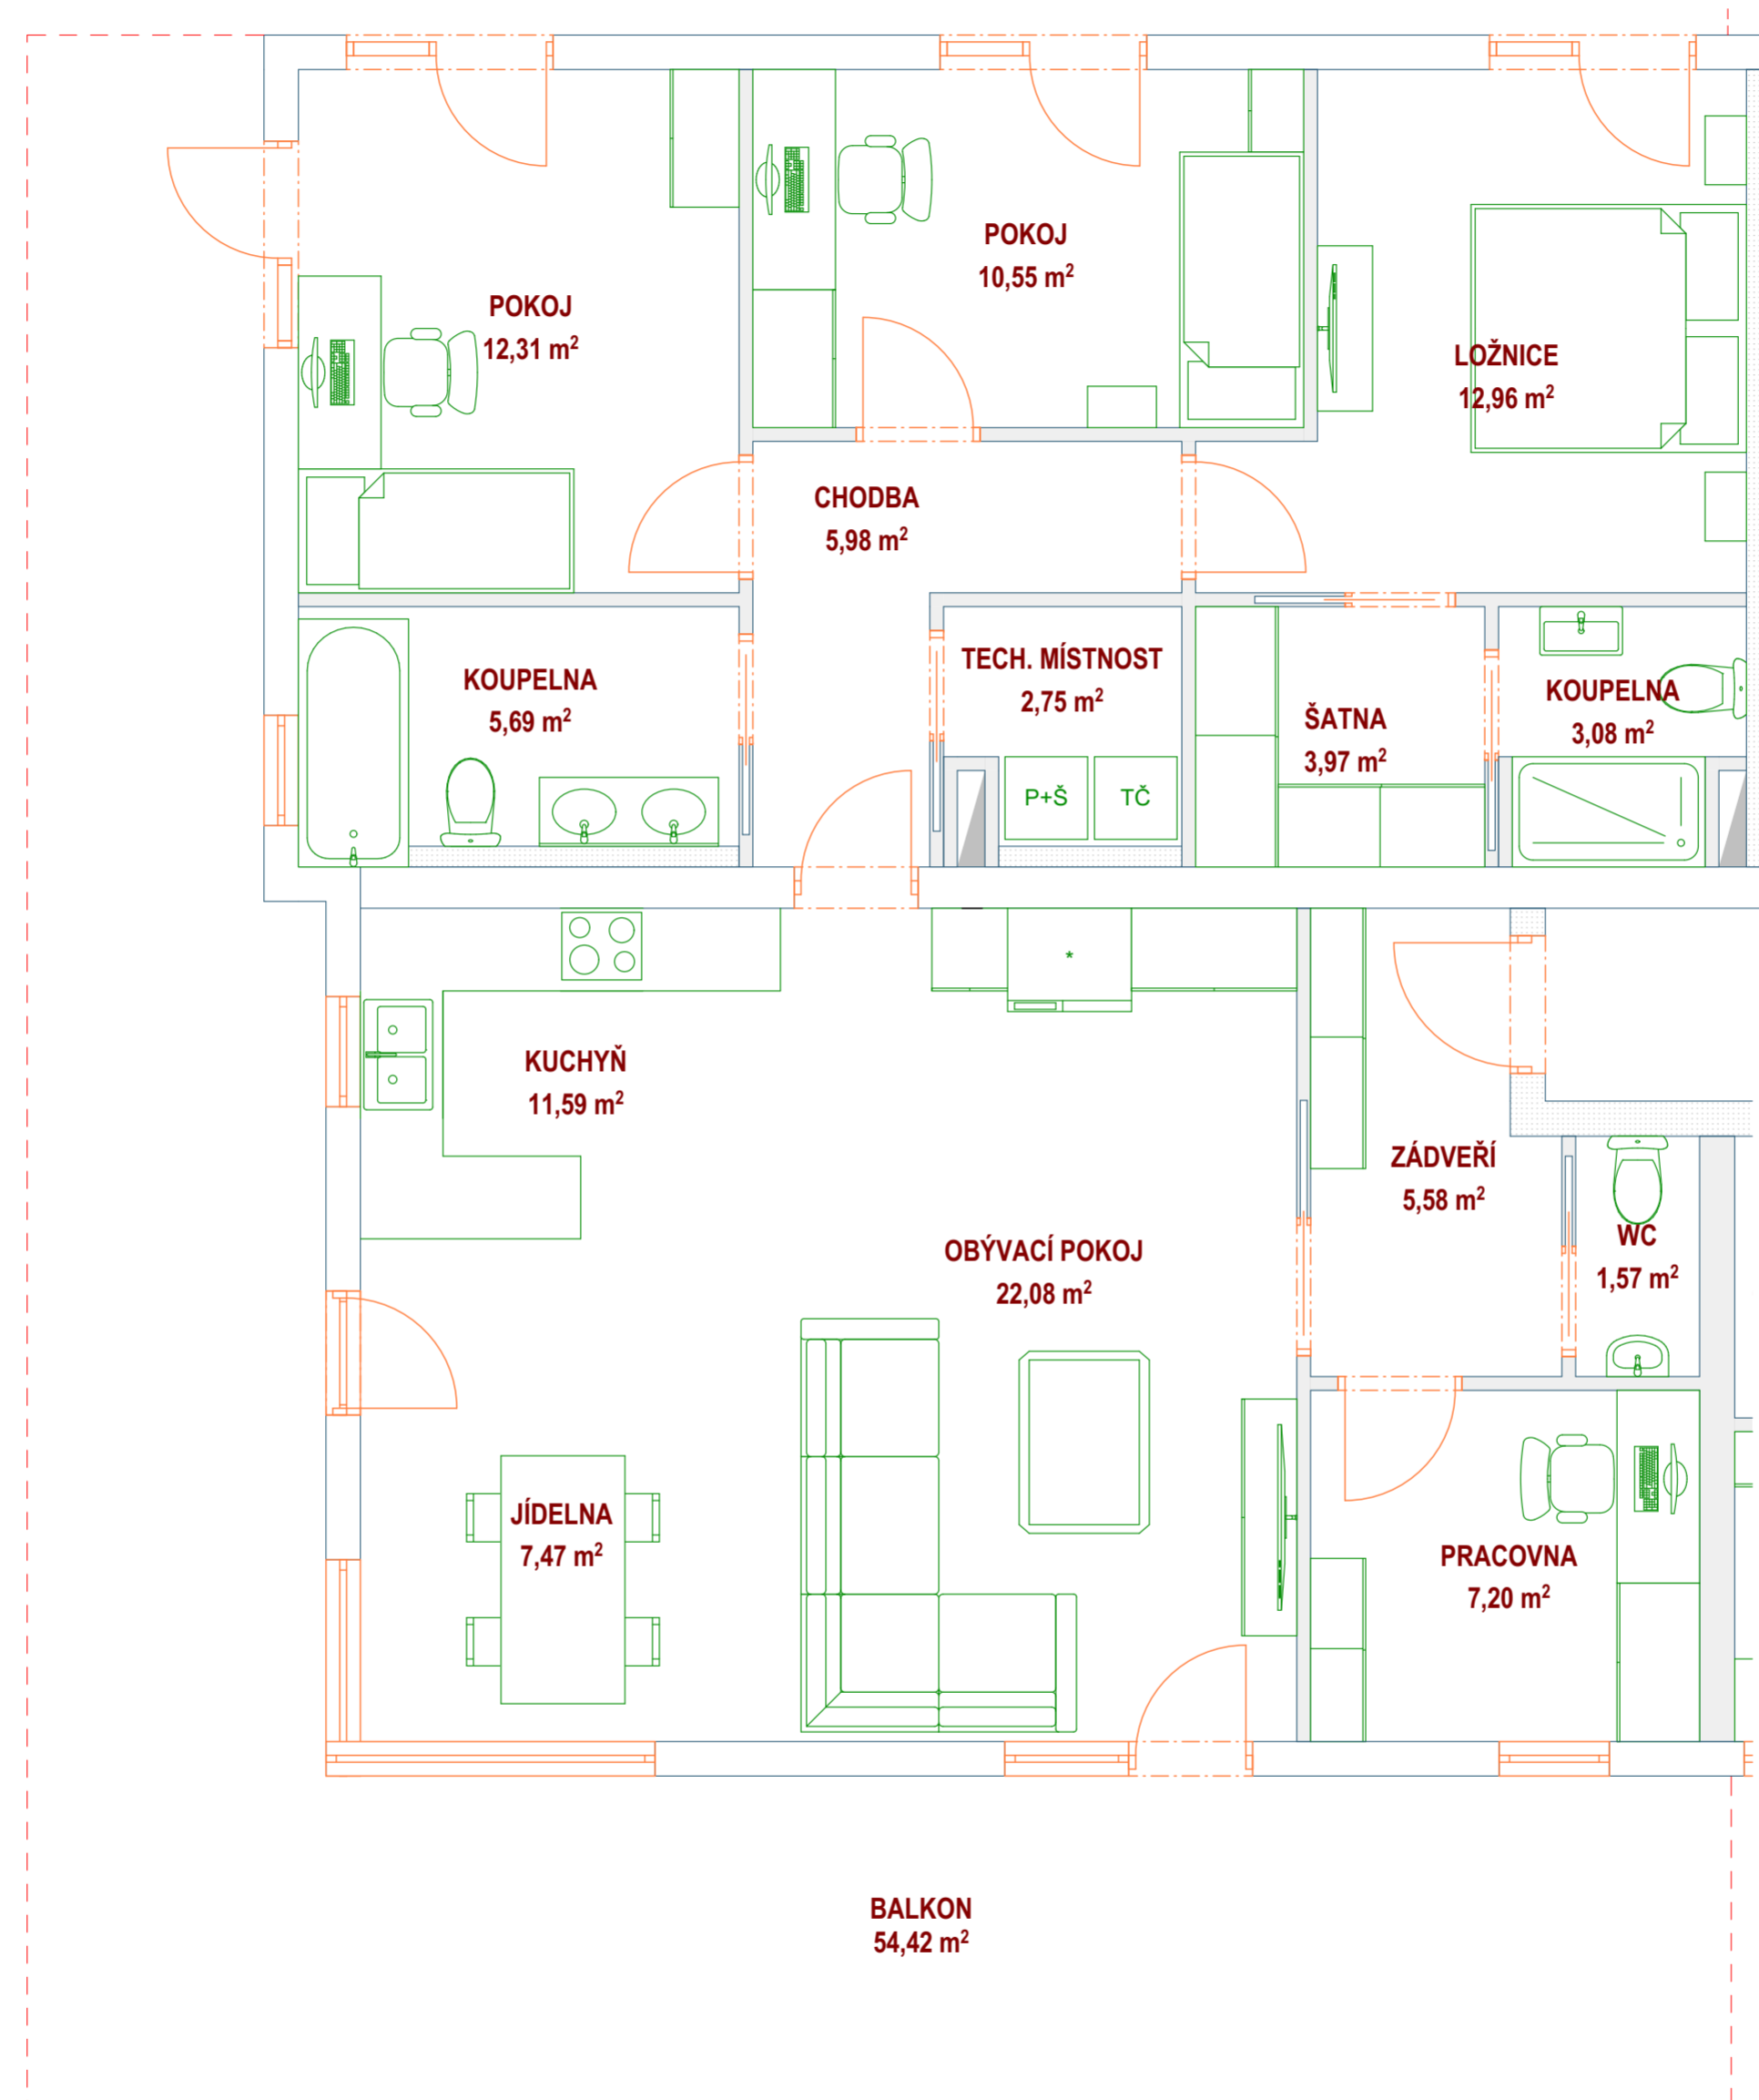 POKOJ
10,55 m²
POKOJ
12,31 m²
LOŽNICE
12,96 m²
CHODBA
5,98 m²
KOUPELNA
5,69 m²
TECH. MÍSTNOST
2,75 m²
P+Š
TČ
ŠATNA
3,97 m²
KOUPELNA
3,08 m²
*
KUCHYŇ
11,59 m²
ZÁDVEŘÍ
5,58 m²
WC
1,57 m²
OBÝVACÍ POKOJ
22,08 m²
JÍDELNA
7,47 m²
PRACOVNA
7,20 m²
BALKON
54,42 m²